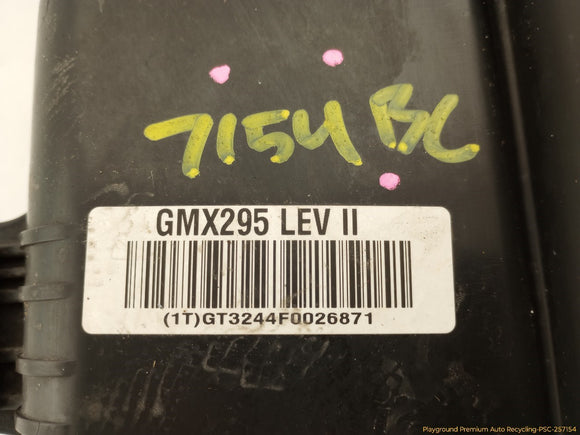 7154 BC
GMX295 LEV II
(1T)GT3244F0026871
Playground Premium Auto Recycling-PSC-257154